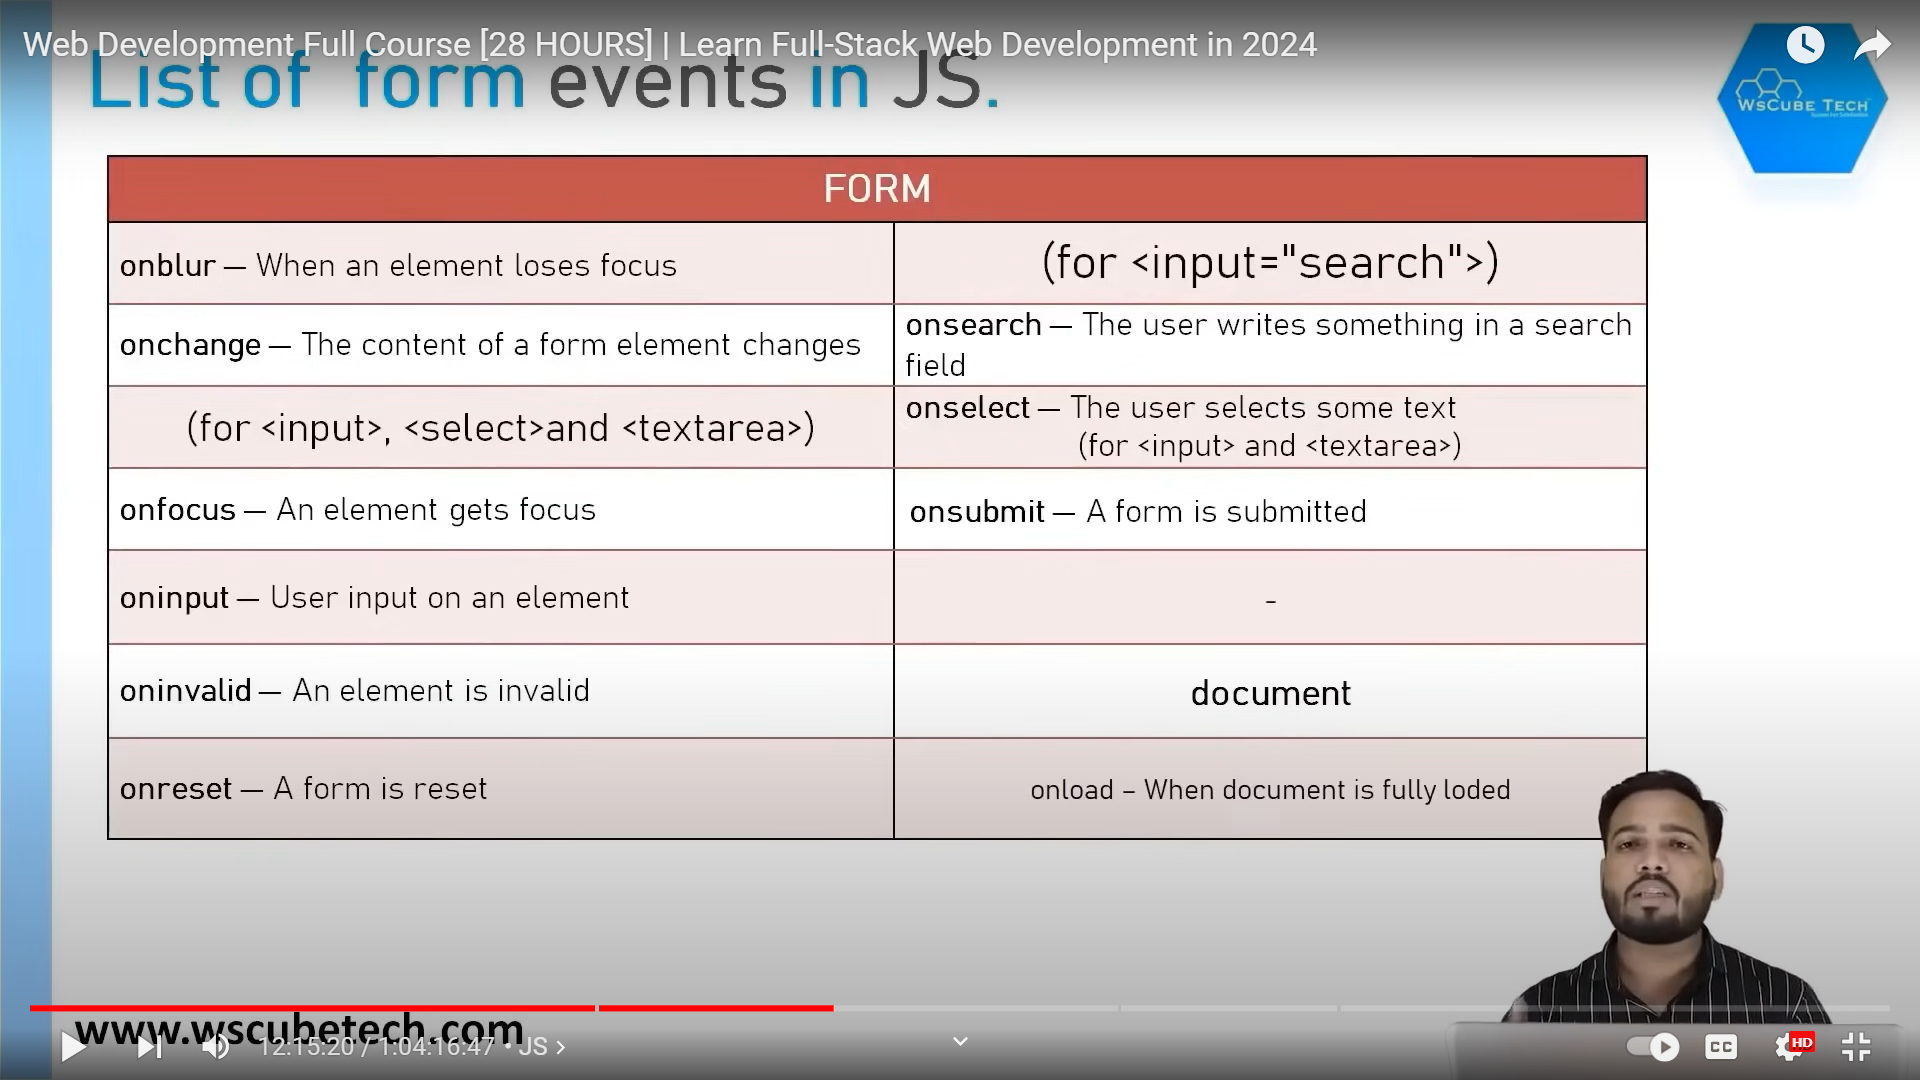 Web Development Full Course [28 HOURS] | Learn Full-Stack Web Development in 2024
List of form events in JS.
WsCube Tech
FORM
onblur — When an element loses focus
(for <input="search">)
onchange — The content of a form element changes
onsearch — The user writes something in a search
field
(for <input>, <select>and <textarea>)
onselect — The user selects some text
(for <input> and <textarea>)
onfocus — An element gets focus
onsubmit — A form is submitted
oninput — User input on an element
-
oninvalid — An element is invalid
document
onreset — A form is reset
onload – When document is fully loded
www.wscubetech.com
12:15:20 / 1:04:16:47 • JS ›
CC
HD